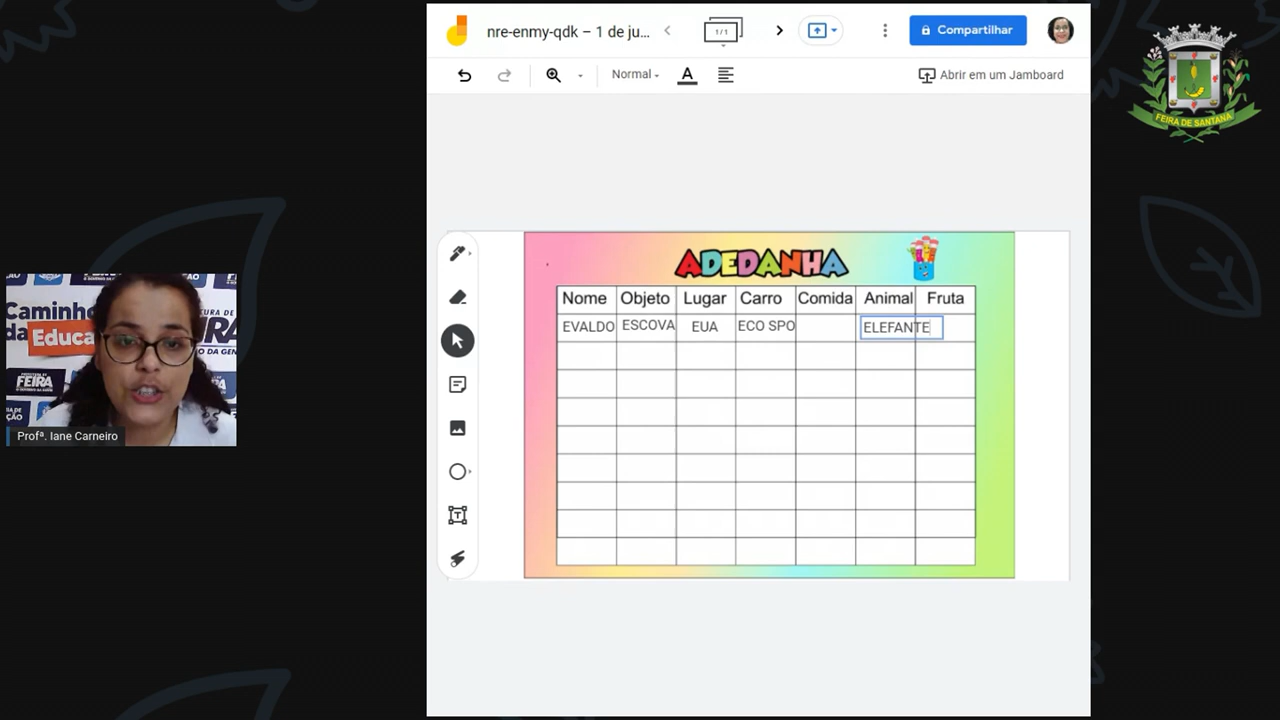 nre-enmy-qdk – 1 de ju...
1/1
Compartilhar
Normal
A
Abrir em um Jamboard
FEIRA DE SANTANA
ADEDANHA
Nome Objeto Lugar Carro Comida Animal Fruta
EVALDO ESCOVA EUA ECO SPO ELEFANTE
Caminho
da Educa
FEIRA
Profª. Iane Carneiro